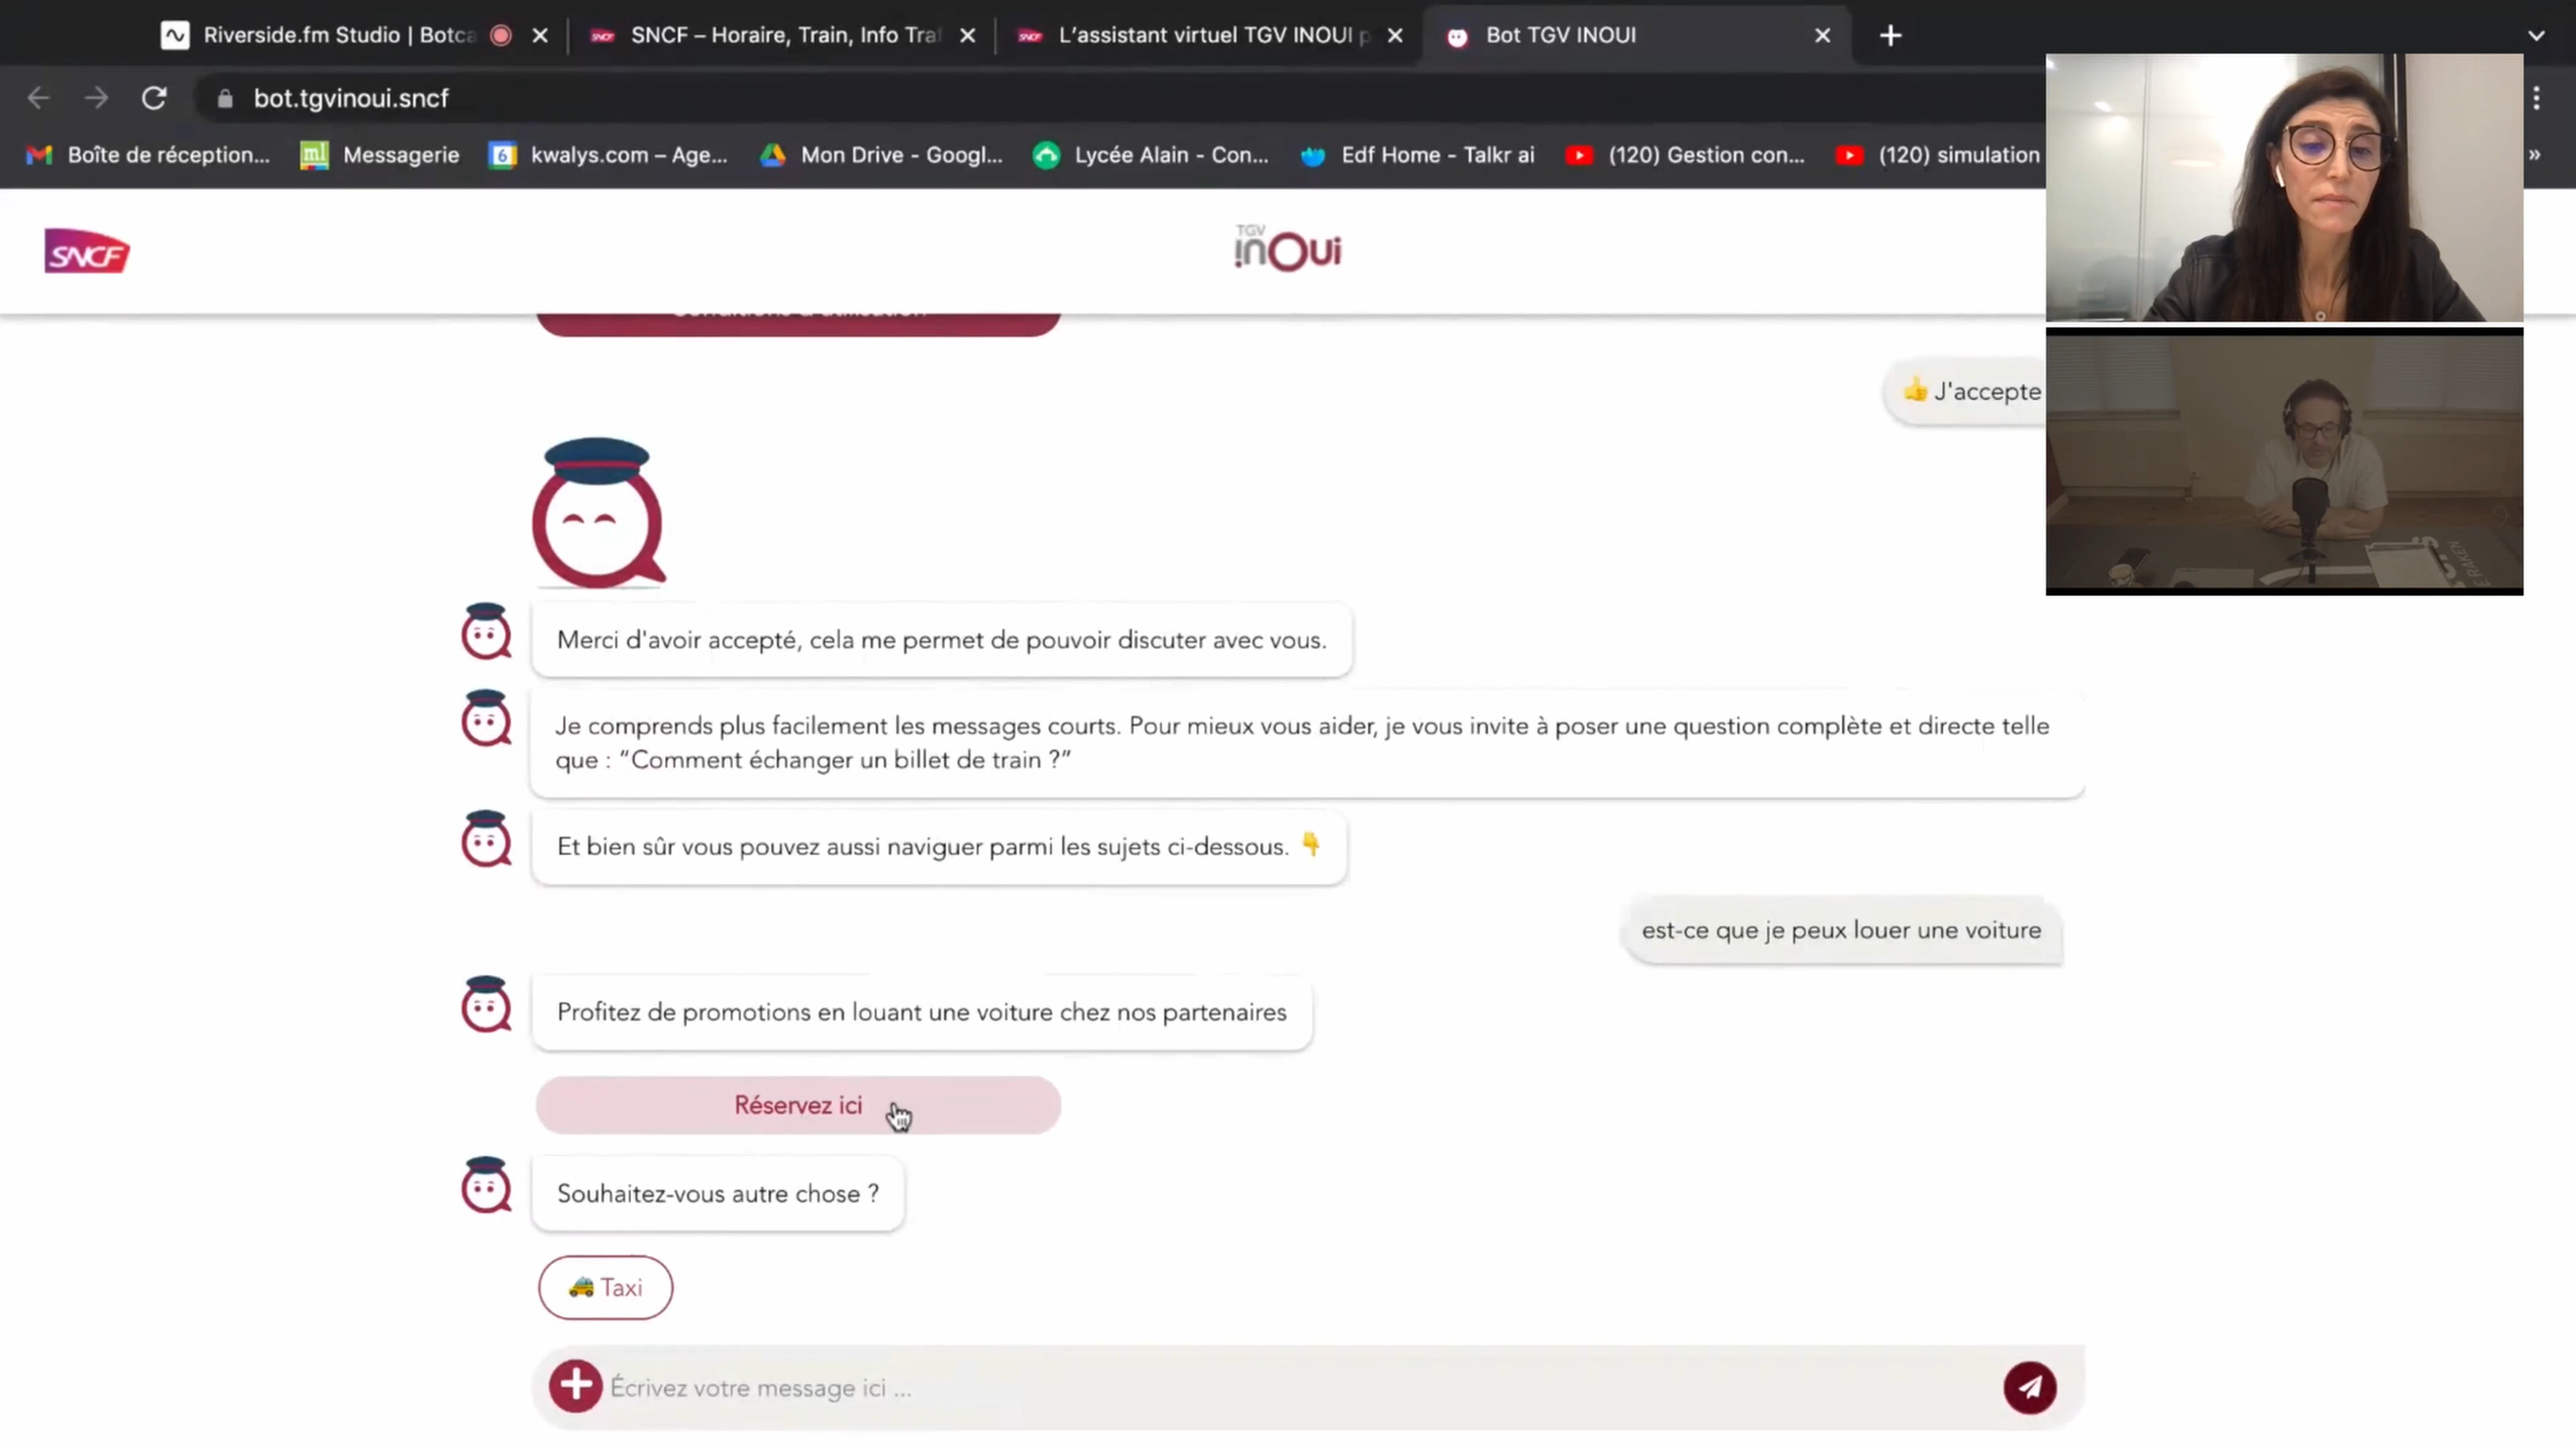 Riverside.fm Studio | Botca
SNCF – Horaire, Train, Info Traf
L'assistant virtuel TGV INOUI p
Bot TGV INOUI
bot.tgvinoui.sncf
Boîte de réception...
Messagerie
6
kwalys.com – Age...
Mon Drive - Googl...
Lycée Alain - Con...
Edf Home - Talkr ai
(120) Gestion con...
(120) simulation
»
SNCF
TGV
inOui
Conditions d'utilisation
👍 J'accepte
Merci d'avoir accepté, cela me permet de pouvoir discuter avec vous.
Je comprends plus facilement les messages courts. Pour mieux vous aider, je vous invite à poser une question complète et directe telle
que : “Comment échanger un billet de train ?”
Et bien sûr vous pouvez aussi naviguer parmi les sujets ci-dessous. 👇
est-ce que je peux louer une voiture
Profitez de promotions en louant une voiture chez nos partenaires
Réservez ici
Souhaitez-vous autre chose ?
🚕 Taxi
Écrivez votre message ici ...